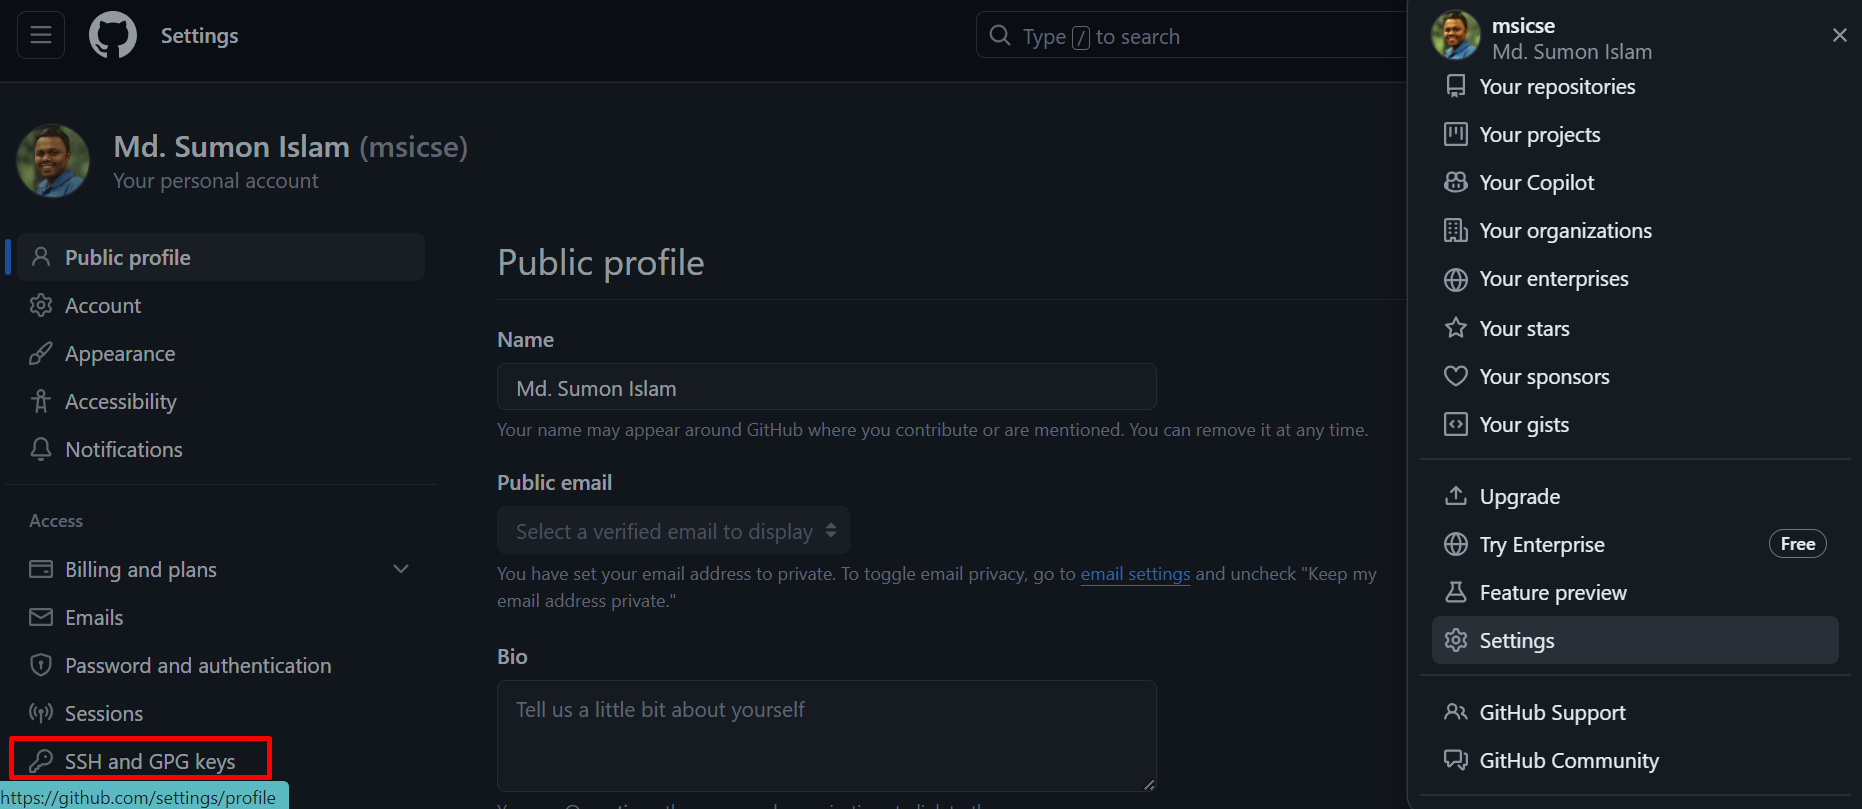 Settings
Type / to search
Md. Sumon Islam (msicse)
Your personal account
Public profile
Account
Appearance
Accessibility
Notifications
Access
Billing and plans
Emails
Password and authentication
Sessions
SSH and GPG keys
https://github.com/settings/profile
Public profile
Name
Md. Sumon Islam
Your name may appear around GitHub where you contribute or are mentioned. You can remove it at any time.
Public email
Select a verified email to display
You have set your email address to private. To toggle email privacy, go to email settings and uncheck "Keep my
email address private."
Bio
Tell us a little bit about yourself
msicse
Md. Sumon Islam
Your repositories
Your projects
Your Copilot
Your organizations
Your enterprises
Your stars
Your sponsors
Your gists
Upgrade
Try Enterprise Free
Feature preview
Settings
GitHub Support
GitHub Community